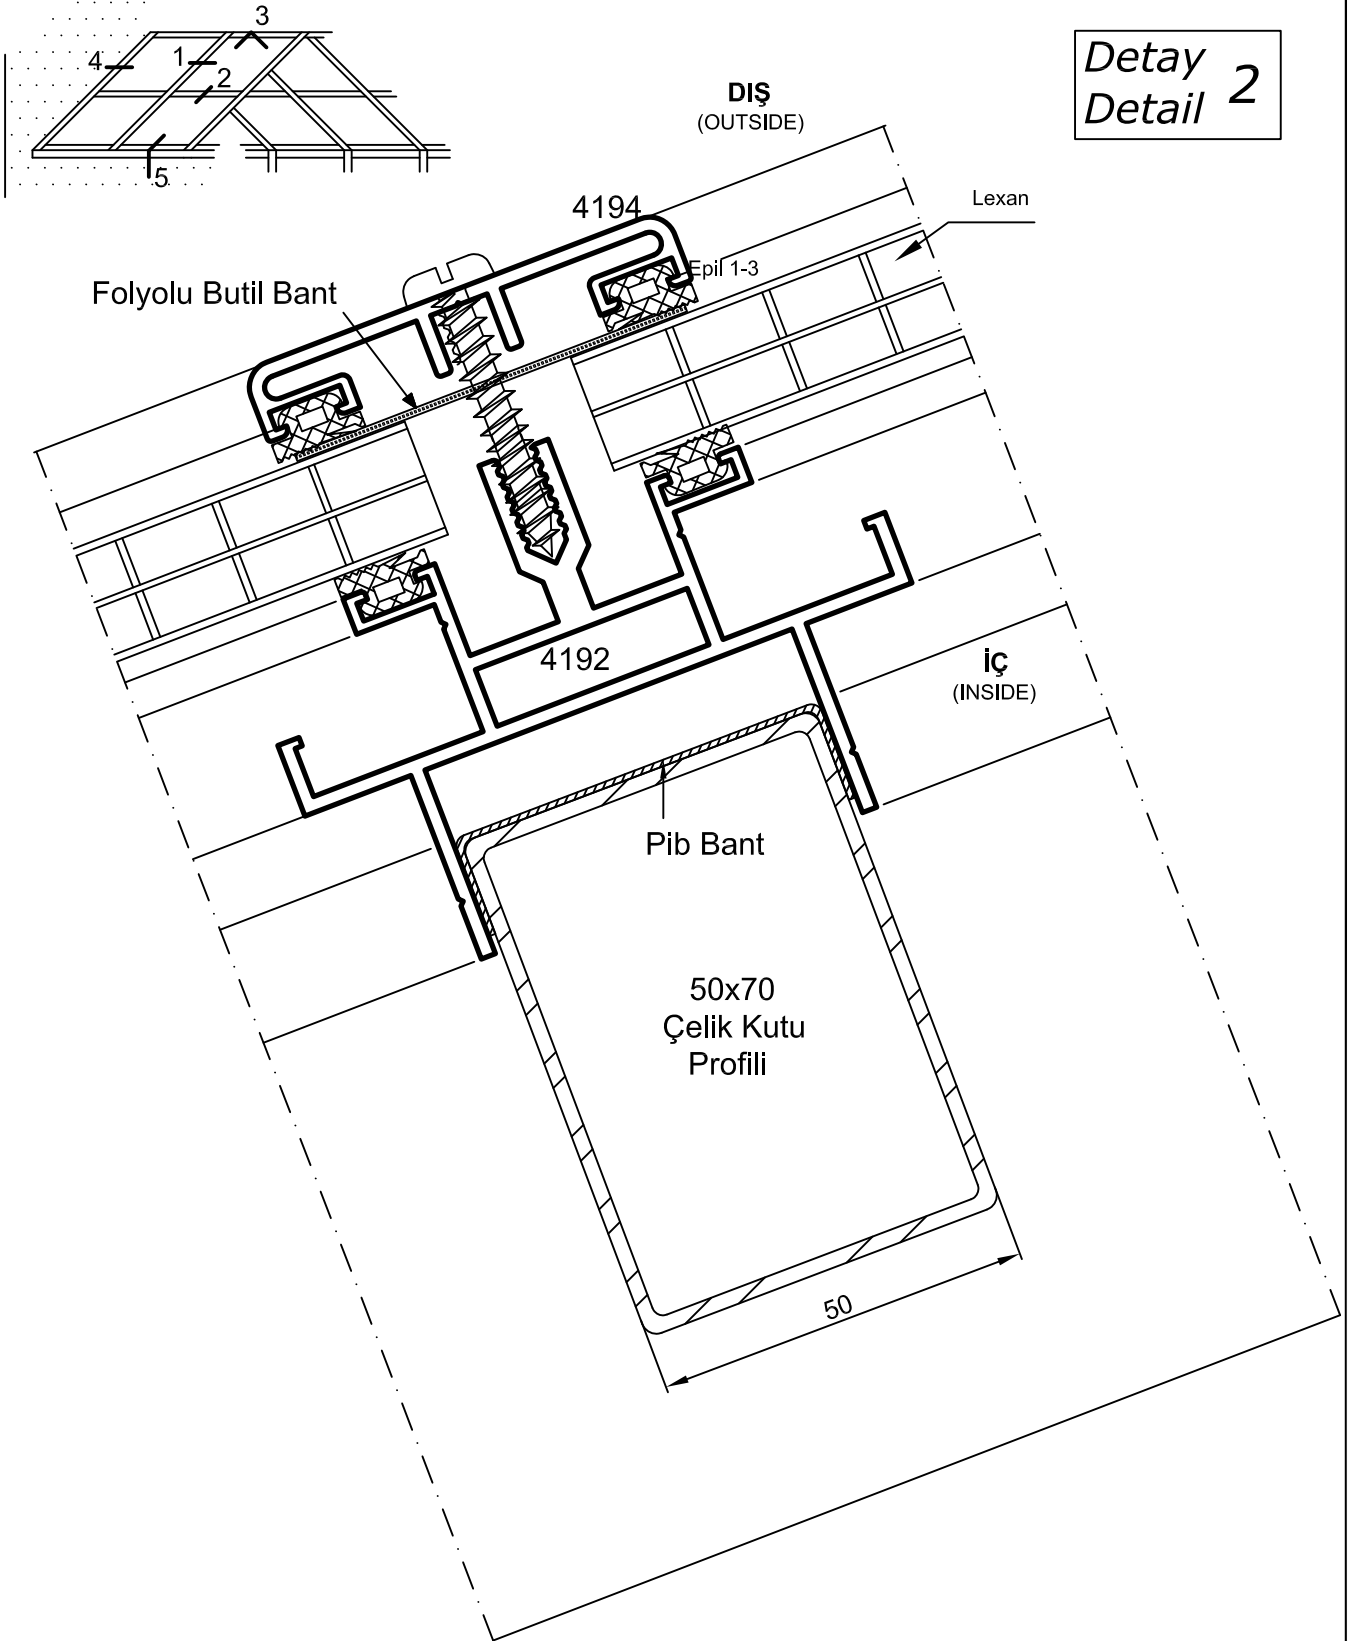 3
4
1
2
5
Detay
Detail 2
DIŞ
(OUTSIDE)
Lexan
4194
Epil 1-3
Folyolu Butil Bant
4192
İÇ
(INSIDE)
Pib Bant
50x70
Çelik Kutu
Profili
50